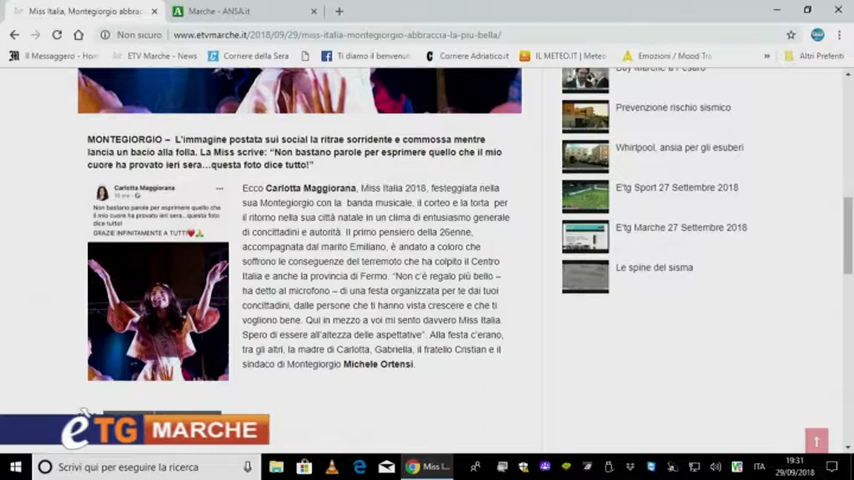 Miss Italia, Montegiorgio abbrac
Marche - ANSA.it
Non sicuro
www.etvmarche.it/2018/09/29/miss-italia-montegiorgio-abbraccia-la-piu-bella/
Il Messaggero - Home
ETV News - Home
Corriere della Sera
Ti diamo il benvenut
Corriere Adriatico
IL METEO.IT | Meteo
Emozioni / Mood Tra
Altri Preferiti
Prevenzione rischio sismico
Whirlpool, ansia per gli esuberi
E'tg Sport 27 Settembre 2018
E'tg Marche 27 Settembre 2018
Le spine del sisma
MONTEGIORGIO – L'immagine postata sui social la ritrae sorridente e commossa mentre
lancia un bacio alla folla. La Miss scrive: “Non bastano parole per esprimere quello che il mio
cuore ha provato ieri sera…questa foto dice tutto!”
Carlotta Maggiorana
Non bastano parole per esprimere quello che
il mio cuore ha provato ieri sera...questa foto
dice tutto!
GRAZIE INFINITAMENTE A TUTTI
Ecco Carlotta Maggiorana, Miss Italia 2018, festeggiata nella
sua Montegiorgio con la banda musicale, il corteo e la torta per
il ritorno nella sua città natale in un clima di entusiasmo generale
di concittadini e autorità. Il primo pensiero della 26enne,
accompagnata dal marito Emiliano, è andato a coloro che
soffrono le conseguenze del terremoto che ha colpito il Centro
Italia e anche la provincia di Fermo. “Non c'è regalo più bello –
ha detto al microfono – di una festa organizzata per te dai tuoi
concittadini, dalle persone che ti hanno vista crescere e che ti
vogliono bene. Qui in mezzo a voi mi sento davvero Miss Italia.
Spero di essere all'altezza delle aspettative”. Alla festa c'erano,
tra gli altri, la madre di Carlotta, Gabriella, il fratello Cristian e il
sindaco di Montegiorgio Michele Ortensi.
èTG MARCHE
Scrivi qui per eseguire la ricerca
Miss I...
ITA
19:31
29/09/2018